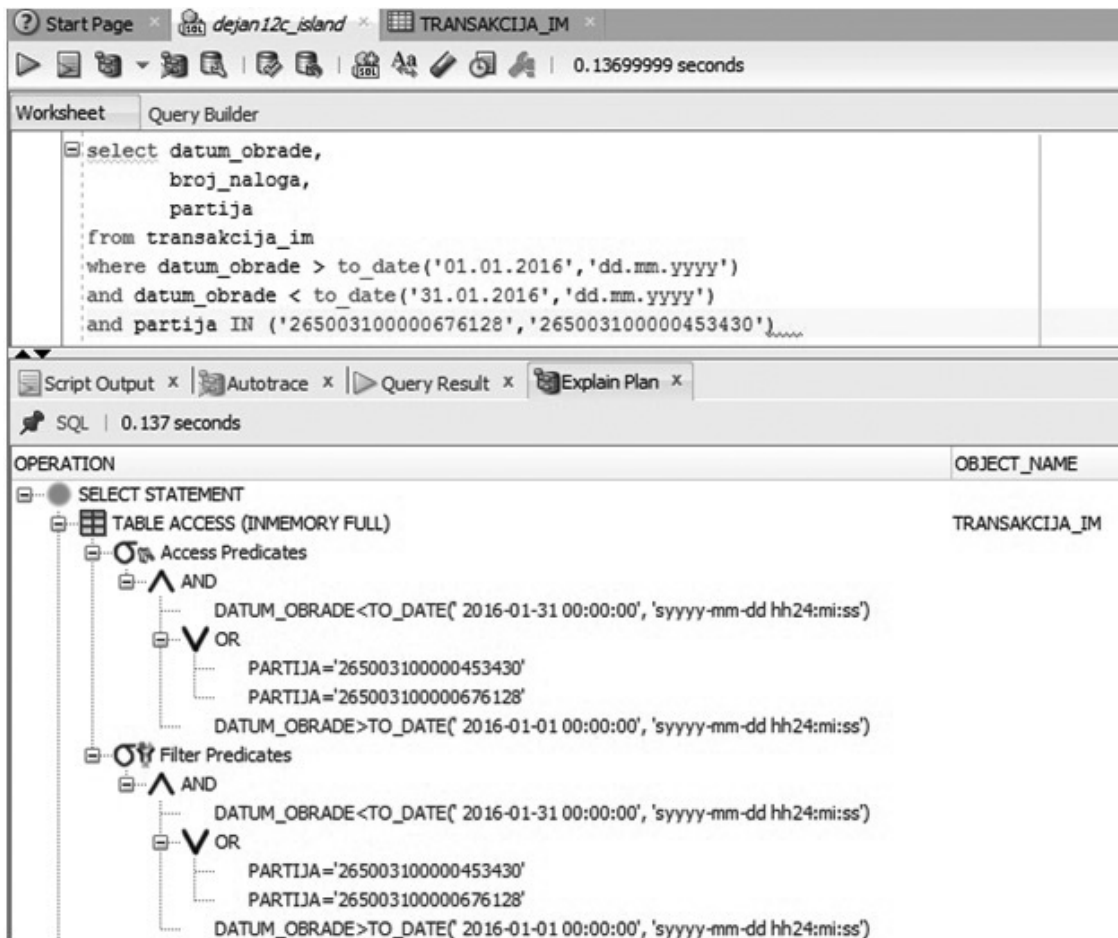 Start Page dejan12c_island TRANSAKCIJA_IM
SQL Aa 0.13699999 seconds
Worksheet Query Builder
select datum_obrade,
broj_naloga,
partija
from transakcija_im
where datum_obrade > to_date('01.01.2016','dd.mm.yyyy')
and datum_obrade < to_date('31.01.2016','dd.mm.yyyy')
and partija IN ('265003100000676128','265003100000453430')
Script Output x Autotrace x Query Result x Explain Plan x
SQL | 0.137 seconds
OPERATION OBJECT_NAME
SELECT STATEMENT
TABLE ACCESS (INMEMORY FULL) TRANSAKCIJA_IM
Access Predicates
AND
DATUM_OBRADE<TO_DATE(' 2016-01-31 00:00:00', 'syyyy-mm-dd hh24:mi:ss')
OR
PARTIJA='265003100000453430'
PARTIJA='265003100000676128'
DATUM_OBRADE>TO_DATE(' 2016-01-01 00:00:00', 'syyyy-mm-dd hh24:mi:ss')
Filter Predicates
AND
DATUM_OBRADE<TO_DATE(' 2016-01-31 00:00:00', 'syyyy-mm-dd hh24:mi:ss')
OR
PARTIJA='265003100000453430'
PARTIJA='265003100000676128'
DATUM_OBRADE>TO_DATE(' 2016-01-01 00:00:00', 'syyyy-mm-dd hh24:mi:ss')